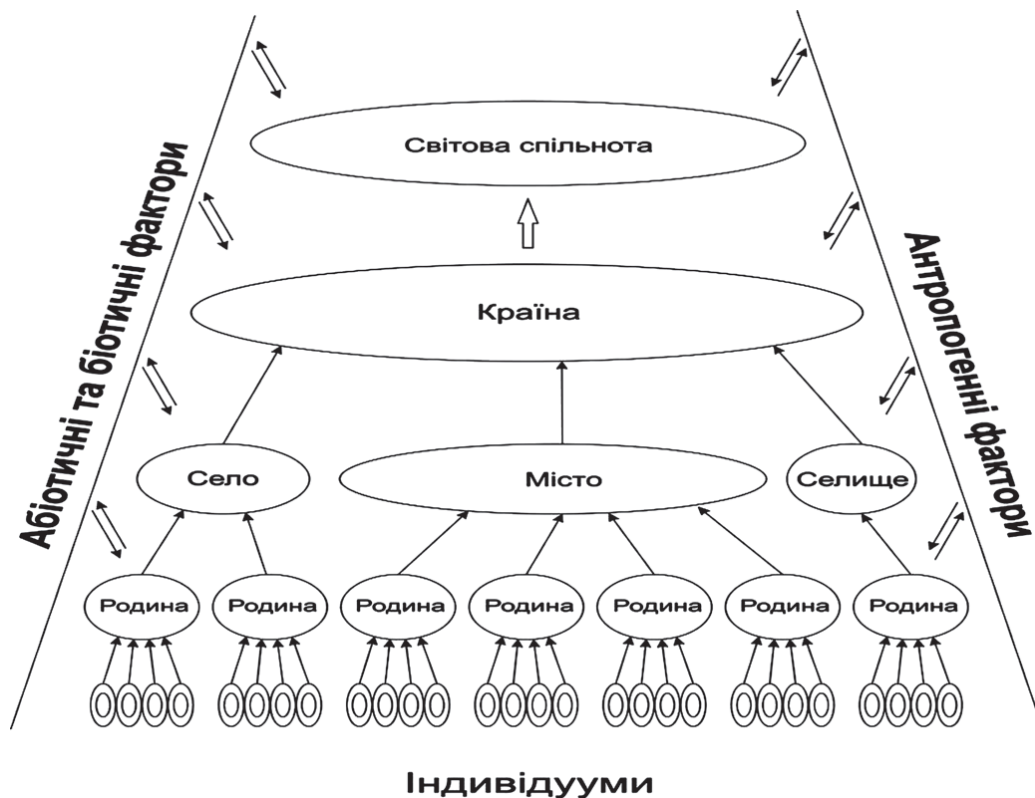 Світова спільнота
Абіотичні та біотичні фактори
Антропогенні фактори
Країна
Село
Місто
Селище
Родина
Родина
Родина
Родина
Родина
Родина
Родина
Індивідууми